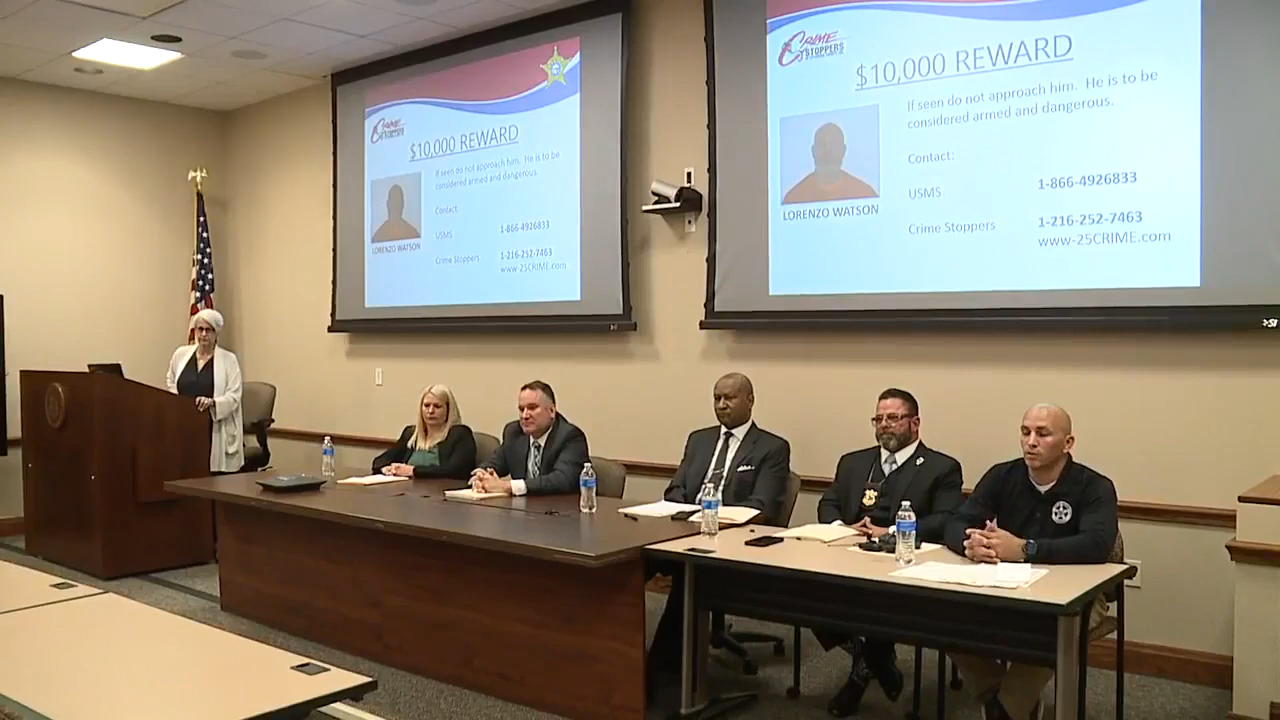 CRIME
STOPPERS
$10,000 REWARD
If seen do not approach him. He is to be
considered armed and dangerous.
LORENZO WATSON
Contact:
USMS 1-866-4926833
Crime Stoppers 1-216-252-7463
www-25CRIME.com
CRIME
STOPPERS
$10,000 REWARD
If seen do not approach him. He is to be
considered armed and dangerous.
LORENZO WATSON
Contact:
USMS 1-866-4926833
Crime Stoppers 1-216-252-7463
www-25CRIME.com